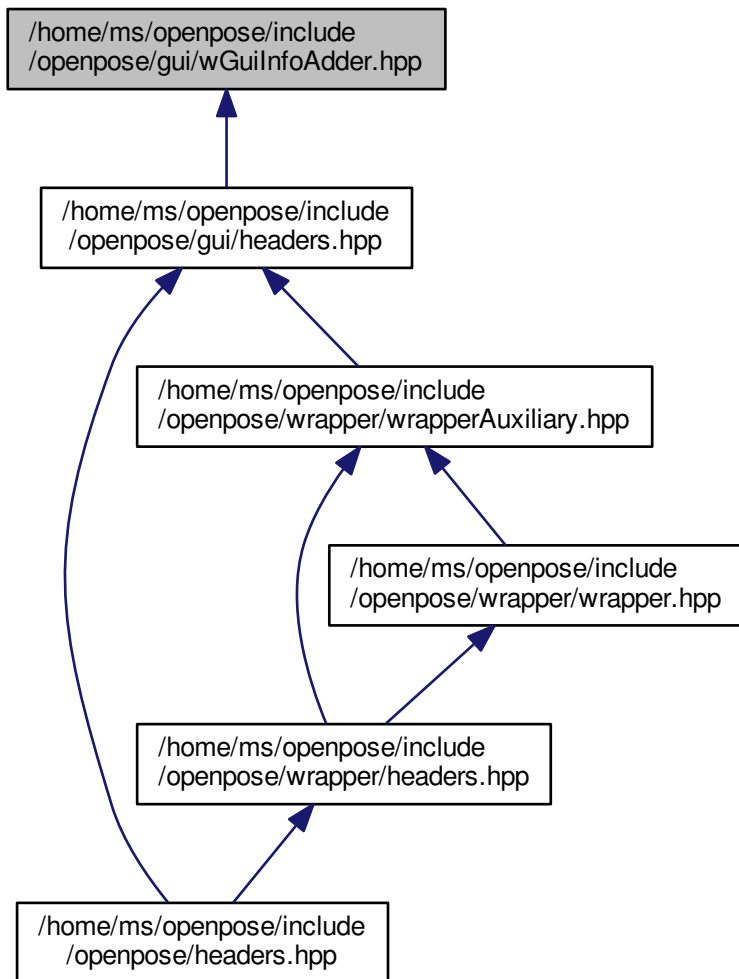 /home/ms/openpose/include
/openpose/gui/wGuiInfoAdder.hpp
/home/ms/openpose/include
/openpose/gui/headers.hpp
/home/ms/openpose/include
/openpose/wrapper/wrapperAuxiliary.hpp
/home/ms/openpose/include
/openpose/wrapper/wrapper.hpp
/home/ms/openpose/include
/openpose/wrapper/headers.hpp
/home/ms/openpose/include
/openpose/headers.hpp